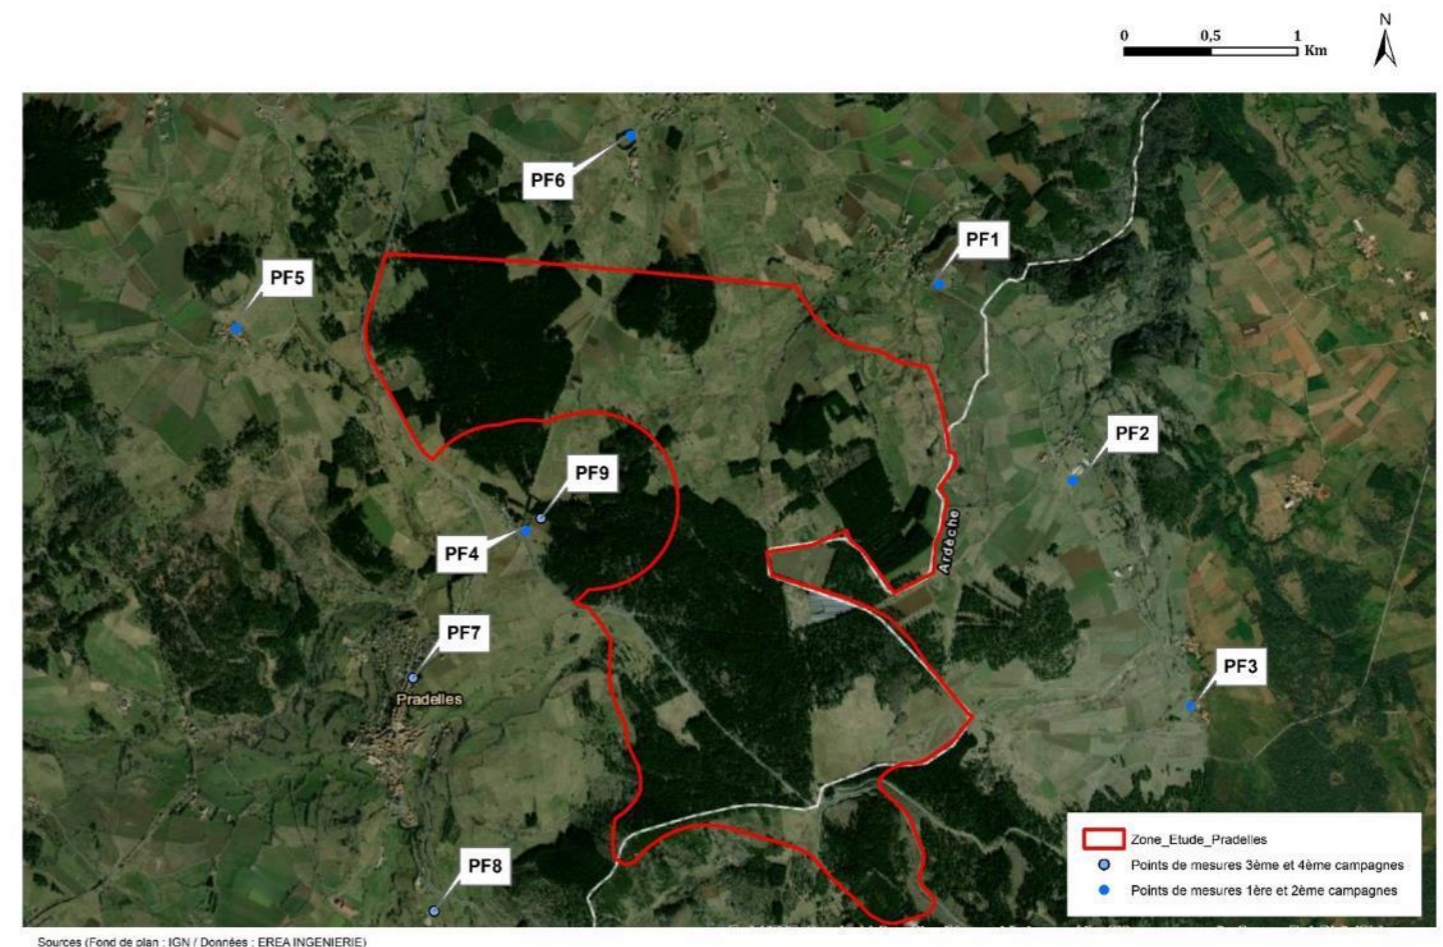 N
0 0,5 1
Km
PF6
PF1
PF5
PF2
PF9
PF4
Ardèche
PF7
PF3
Pradelles
Zone_Etude_Pradelles
Points de mesures 3ème et 4ème campagnes
PF8
Points de mesures 1ère et 2ème campagnes
Sources (Fond de plan : IGN / Données : EREA INGENIERIE)